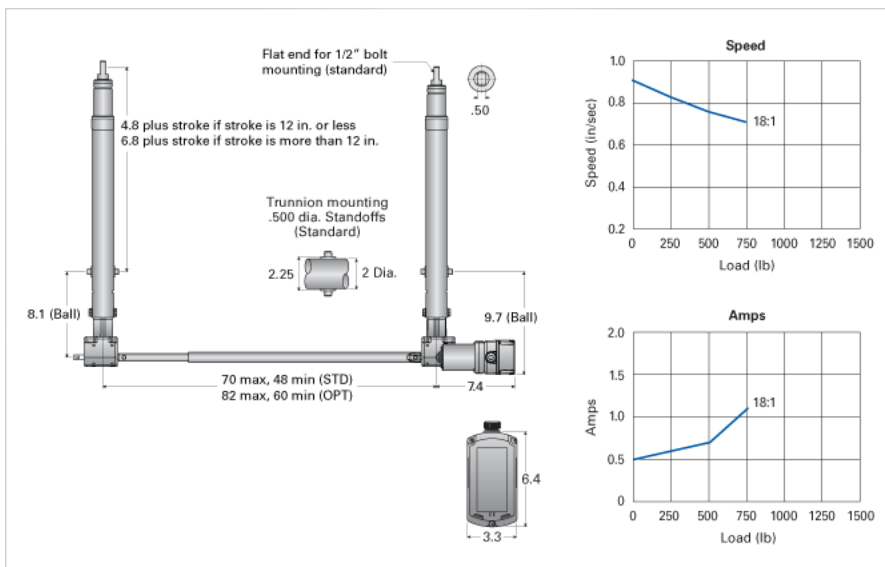 Flat end for 1/2" bolt
mounting (standard)
.50
4.8 plus stroke if stroke is 12 in. or less
6.8 plus stroke if stroke is more than 12 in.
Trunnion mounting
.500 dia. Standoffs
(Standard)
2.25
2 Dia.
8.1 (Ball)
9.7 (Ball)
70 max, 48 min (STD)
82 max, 60 min (OPT)
7.4
6.4
3.3
Speed
Speed (in/sec)
1.0
0.8
0.6
0.4
0.2
18:1
0 250 500 750 1000 1250 1500
Load (lb)
Amps
Amps
2.0
1.5
1.0
0.5
0
18:1
0 250 500 750 1000 1250 1500
Load (lb)